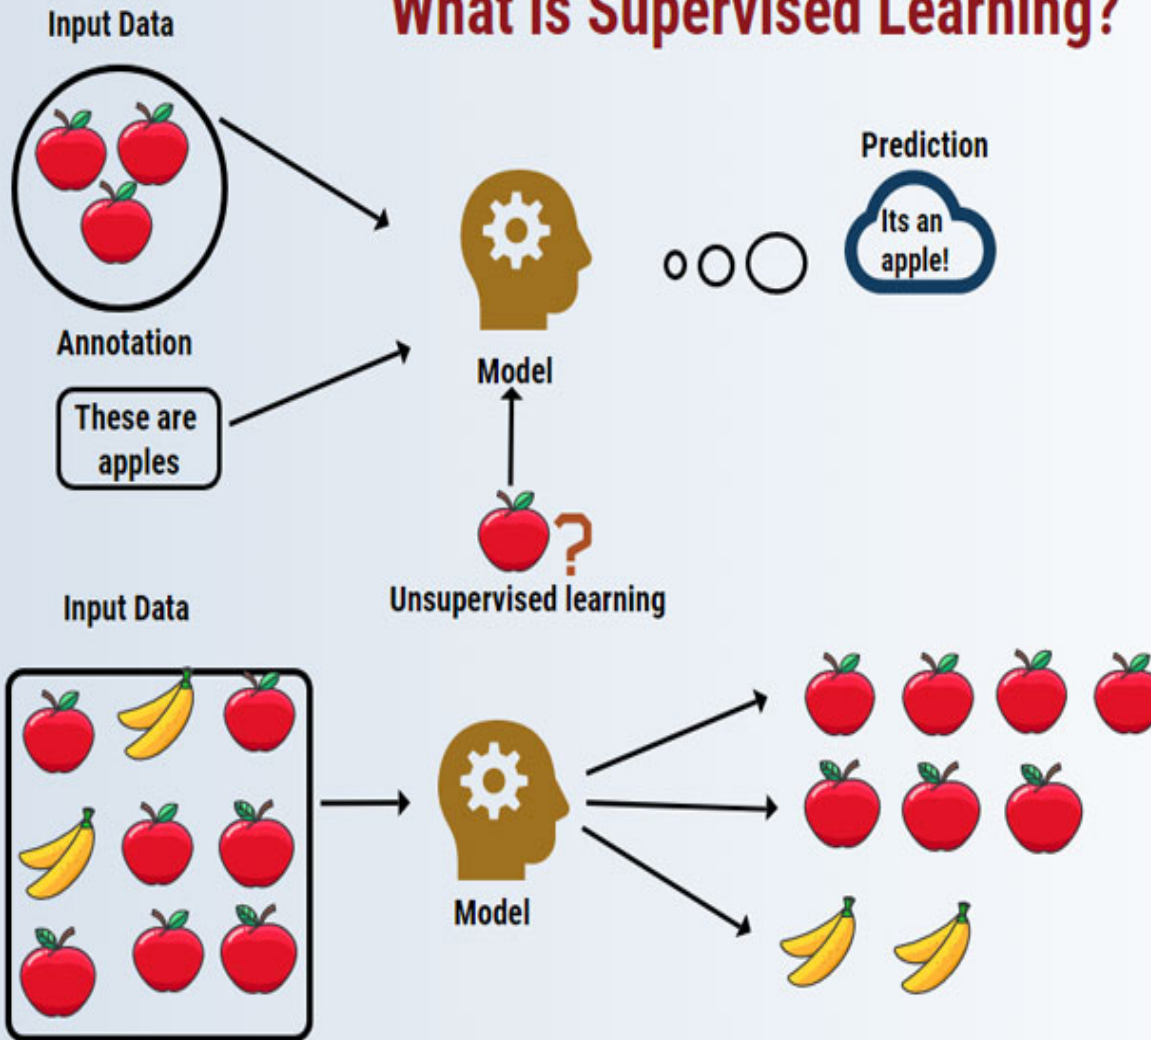 What is Supervised Learning?
Input Data
Prediction
Its an
apple!
Annotation
Model
These are
apples
?
Unsupervised learning
Input Data
Model